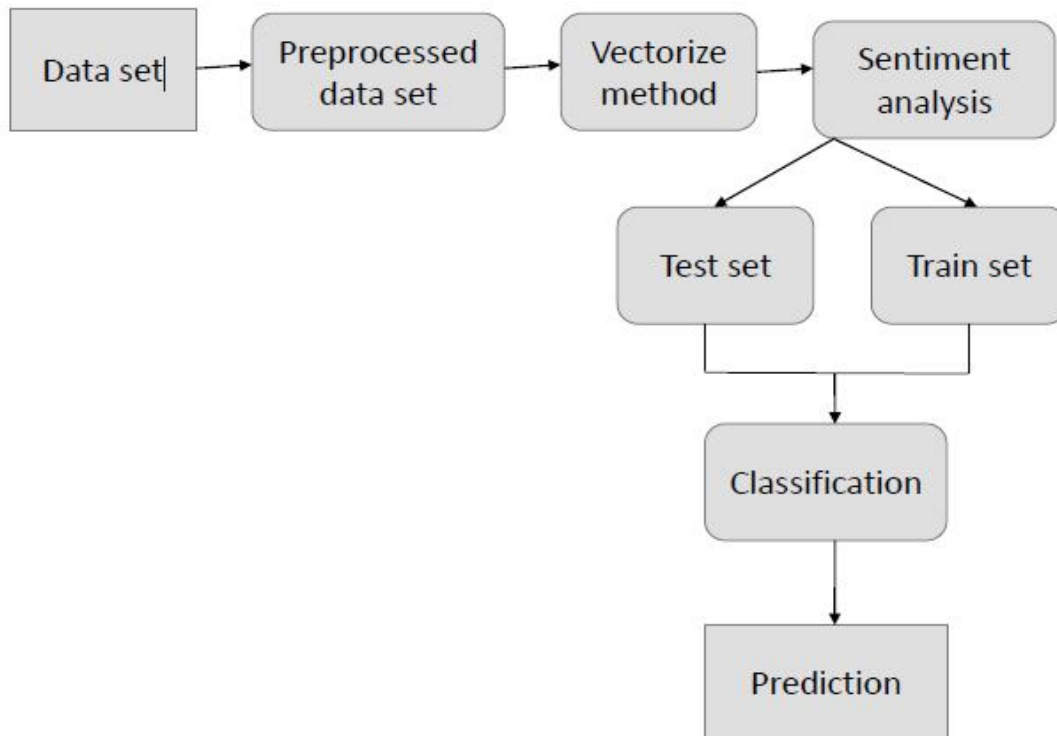 Data set
Preprocessed
data set
Vectorize
method
Sentiment
analysis
Test set
Train set
Classification
Prediction